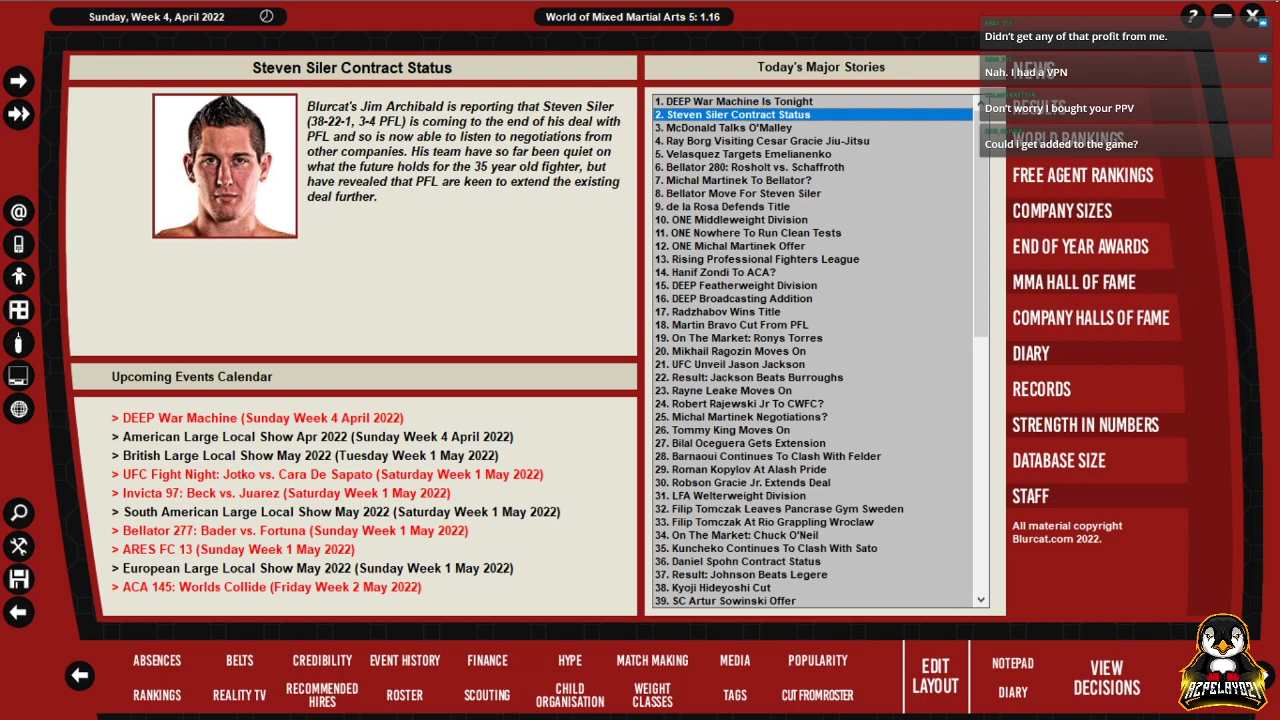 Sunday, Week 4, April 2022
World of Mixed Martial Arts 5: 1.16
?
X
Didn't get any of that profit from me.
Nah. I had a VPN
Don't worry I bought your PPV
Could I get added to the game?
Steven Siler Contract Status
Blurcat's Jim Archibald is reporting that Steven Siler
(38-22-1, 3-4 PFL) is coming to the end of his deal with
PFL and so is now able to listen to negotiations from
other companies. His team have so far been quiet on
what the future holds for the 35 year old fighter, but
have revealed that PFL are keen to extend the existing
deal further.
Upcoming Events Calendar
> DEEP War Machine (Sunday Week 4 April 2022)
> American Large Local Show Apr 2022 (Sunday Week 4 April 2022)
> British Large Local Show May 2022 (Tuesday Week 1 May 2022)
> UFC Fight Night: Jotko vs. Cara De Sapato (Saturday Week 1 May 2022)
> Invicta 97: Beck vs. Juarez (Saturday Week 1 May 2022)
> South American Large Local Show May 2022 (Saturday Week 1 May 2022)
> Bellator 277: Bader vs. Fortuna (Sunday Week 1 May 2022)
> ARES FC 13 (Sunday Week 1 May 2022)
> European Large Local Show May 2022 (Sunday Week 1 May 2022)
> ACA 145: Worlds Collide (Friday Week 2 May 2022)
Today's Major Stories
1. DEEP War Machine Is Tonight
2. Steven Siler Contract Status
3. McDonald Talks O'Malley
4. Ray Borg Visiting Cesar Gracie Jiu-Jitsu
5. Velasquez Targets Emelianenko
6. Bellator 280: Rosholt vs. Schaffroth
7. Michal Martinek To Bellator?
8. Bellator Move For Steven Siler
9. de la Rosa Defends Title
10. ONE Middleweight Division
11. ONE Nowhere To Run Clean Tests
12. ONE Michal Martinek Offer
13. Rising Professional Fighters League
14. Hanif Zondi To ACA?
15. DEEP Featherweight Division
16. DEEP Broadcasting Addition
17. Radzhabov Wins Title
18. Martin Bravo Cut From PFL
19. On The Market: Ronys Torres
20. Mikhail Ragozin Moves On
21. UFC Unveil Jason Jackson
22. Result: Jackson Beats Burroughs
23. Rayne Leake Moves On
24. Robert Rajewski Jr To CWFC?
25. Michal Martinek Negotiations?
26. Tommy King Moves On
27. Bilal Oceguera Gets Extension
28. Barnaoui Continues To Clash With Felder
29. Roman Kopylov At Alash Pride
30. Robson Gracie Jr. Extends Deal
31. LFA Welterweight Division
32. Filip Tomczak Leaves Pancrase Gym Sweden
33. Filip Tomczak At Rio Grappling Wroclaw
34. On The Market: Chuck O'Neil
35. Kuncheko Continues To Clash With Sato
36. Daniel Spohn Contract Status
37. Result: Johnson Beats Legere
38. Kyoji Hideyoshi Cut
39. SC Artur Sowinski Offer
NEWS
RESULTS
WORLD RANKINGS
FREE AGENT RANKINGS
COMPANY SIZES
END OF YEAR AWARDS
MMA HALL OF FAME
COMPANY HALLS OF FAME
DIARY
RECORDS
STRENGTH IN NUMBERS
DATABASE SIZE
STAFF
All material copyright
Blurcat.com 2022.
ABSENCES
BELTS
CREDIBILITY
EVENT HISTORY
FINANCE
HYPE
MATCH MAKING
MEDIA
POPULARITY
RANKINGS
REALITY TV
RECOMMENDED
HIRES
ROSTER
SCOUTING
CHILD
ORGANISATION
WEIGHT
CLASSES
TAGS
CUT FROM ROSTER
EDIT
LAYOUT
NOTEPAD
DIARY
VIEW
DECISIONS